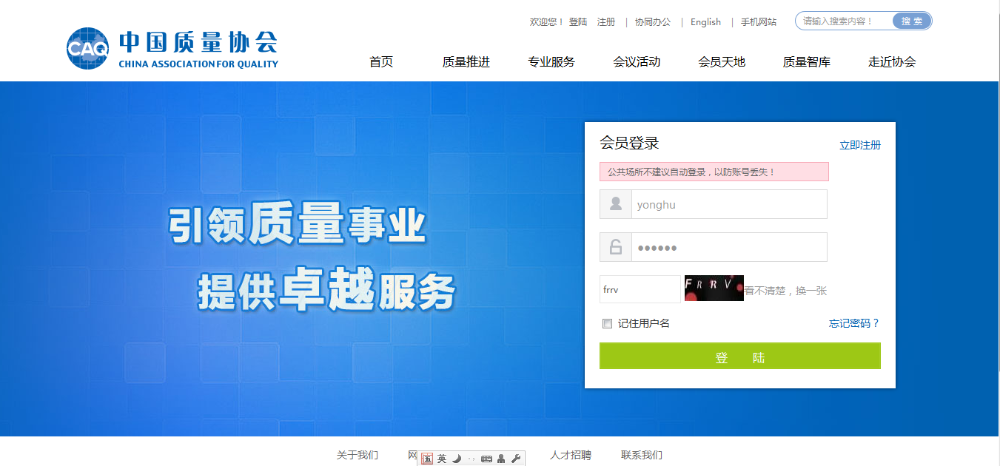 欢迎您！ 登陆 注册 | 协同办公 | English | 手机网站
请输入搜索内容！ 搜 索
CAQ
中国质量协会
CHINA ASSOCIATION FOR QUALITY
首页 质量推进 专业服务 会议活动 会员天地 质量智库 走近协会
引领质量事业
提供卓越服务
会员登录 立即注册
公共场所不建议自动登录，以防账号丢失！
yonghu
●●●●●●
frrv FRRV 看不清楚，换一张
记住用户名 忘记密码？
登 陆
关于我们 网 人才招聘 联系我们
五 英